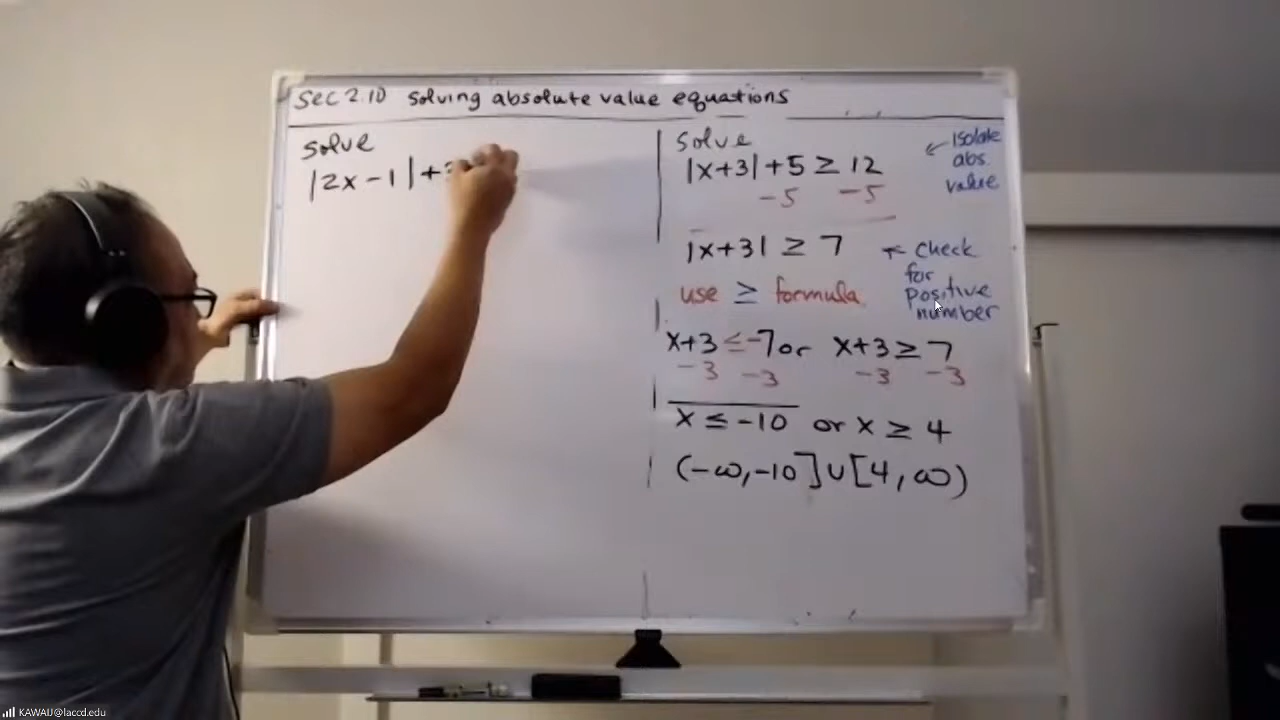 Sec 2.10 Solving absolute value equations
Solve
|2x-1|+
Solve
|x+3|+5 ≥ 12
-5 -5
← Isolate
abs.
value
|x+3| ≥ 7
← Check
for
positive
number
use ≥ formula
x+3 ≤ -7 or x+3 ≥ 7
-3 -3 -3 -3
x ≤ -10 or x ≥ 4
(-∞,-10]∪[4,∞)
KAWAIJ@laccd.edu